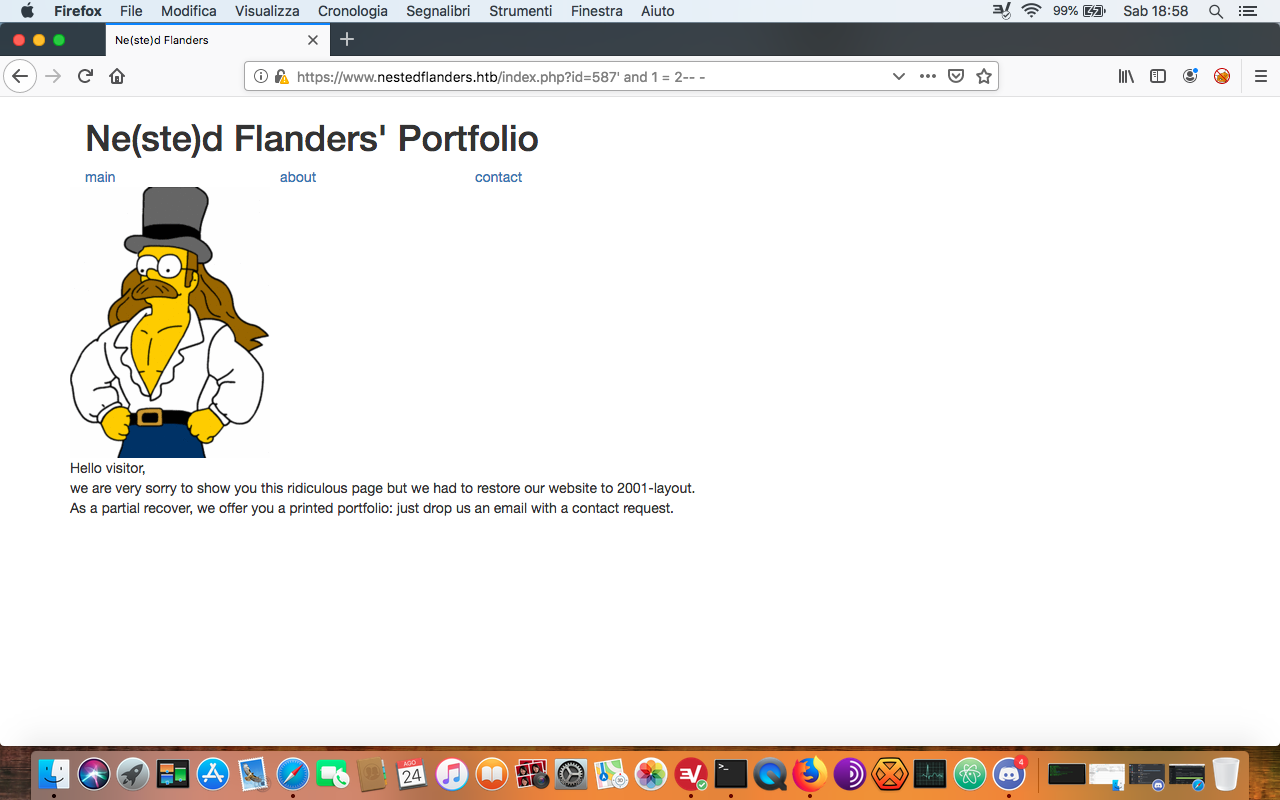 Firefox File Modifica Visualizza Cronologia Segnalibri Strumenti Finestra Aiuto 99% Sab 18:58
Ne(ste)d Flanders
https://www.nestedflanders.htb/index.php?id=587' and 1 = 2-- -
Ne(ste)d Flanders' Portfolio
main about contact
Hello visitor,
we are very sorry to show you this ridiculous page but we had to restore our website to 2001-layout.
As a partial recover, we offer you a printed portfolio: just drop us an email with a contact request.
AGO
24
4